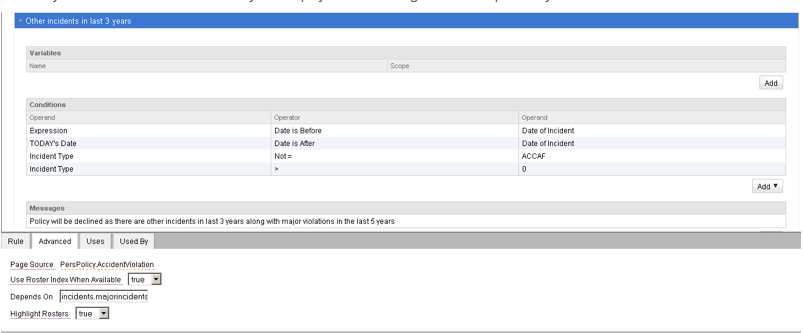 Other incidents in last 3 years
Variables
Name Scope
Add
Conditions
Operand Operator Operand
Expression Date is Before Date of Incident
TODAY's Date Date is After Date of Incident
Incident Type Not = ACCAF
Incident Type > 0
Add ▼
Messages
Policy will be declined as there are other incidents in last 3 years along with major violations in the last 5 years
Rule Advanced Uses Used By
Page Source PersPolicy.AccidentViolation
Use Roster Index When Available true
Depends On incidents.majorincidents
Highlight Rosters true